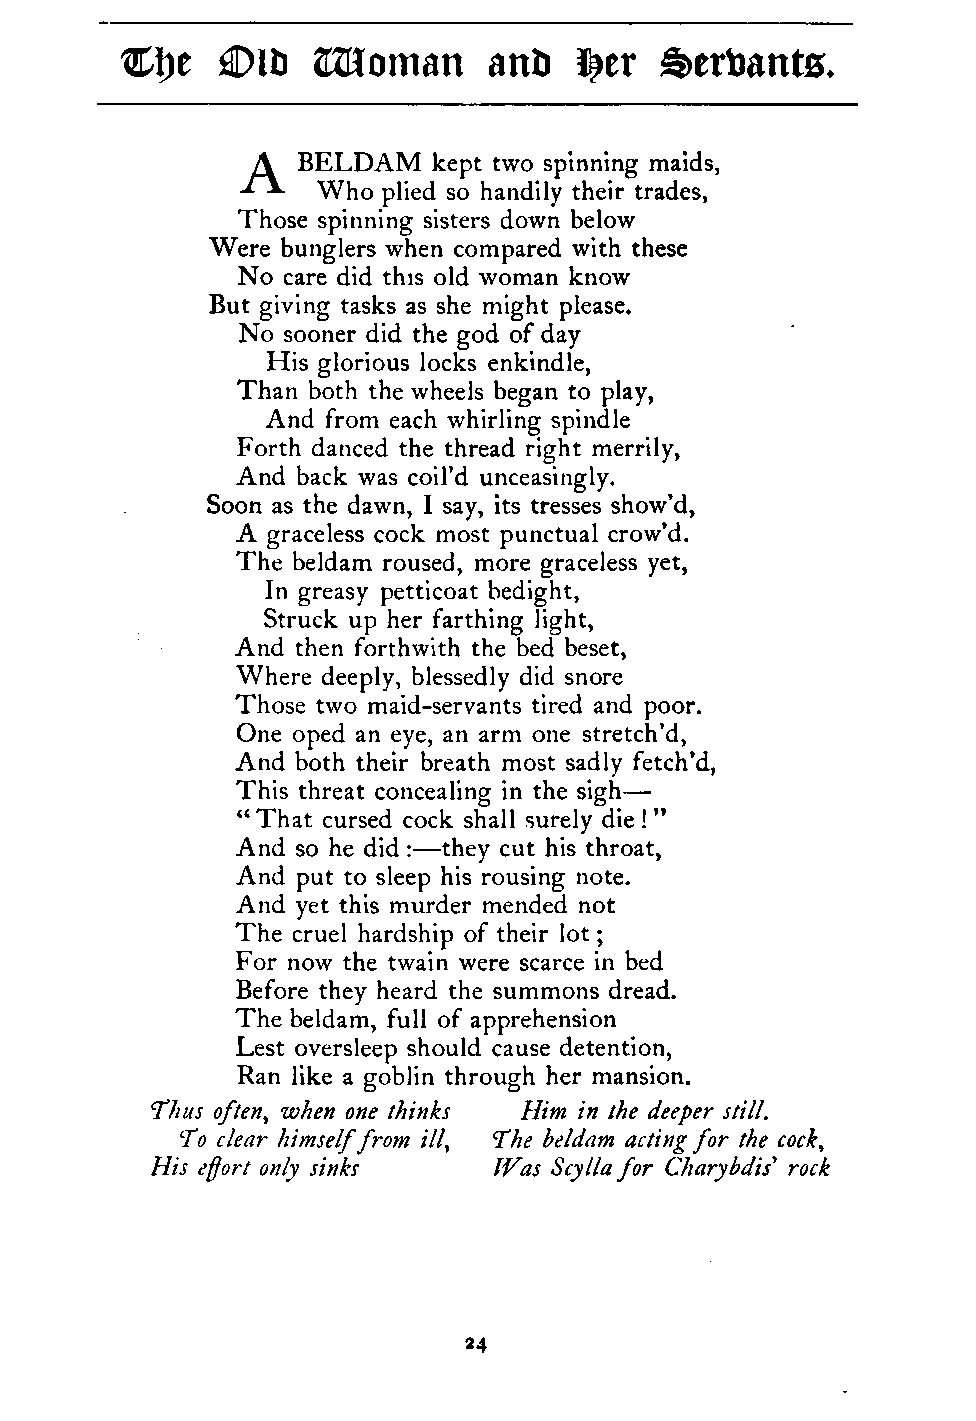 The Old Woman and Her Servants.
A BELDAM kept two spinning maids,
Who plied so handily their trades,
Those spinning sisters down below
Were bunglers when compared with these
No care did this old woman know
But giving tasks as she might please.
No sooner did the god of day
His glorious locks enkindle,
Than both the wheels began to play,
And from each whirling spindle
Forth danced the thread right merrily,
And back was coil'd unceasingly.
Soon as the dawn, I say, its tresses show'd,
A graceless cock most punctual crow'd.
The beldam roused, more graceless yet,
In greasy petticoat bedight,
Struck up her farthing light,
And then forthwith the bed beset,
Where deeply, blessedly did snore
Those two maid-servants tired and poor.
One oped an eye, an arm one stretch'd,
And both their breath most sadly fetch'd,
This threat concealing in the sigh—
"That cursed cock shall surely die!"
And so he did:—they cut his throat,
And put to sleep his rousing note.
And yet this murder mended not
The cruel hardship of their lot;
For now the twain were scarce in bed
Before they heard the summons dread.
The beldam, full of apprehension
Lest oversleep should cause detention,
Ran like a goblin through her mansion.
Thus often, when one thinks
To clear himself from ill,
His effort only sinks
Him in the deeper still.
The beldam acting for the cock,
Was Scylla for Charybdis' rock
24